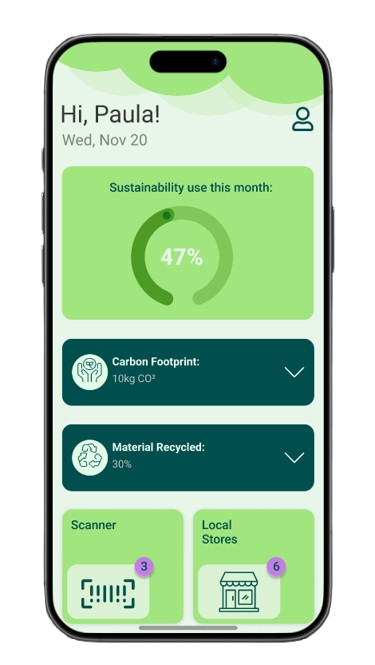 Hi, Paula!
Wed, Nov 20
Sustainability use this month:
47%
Carbon Footprint:
10kg CO²
Material Recycled:
30%
Scanner
3
Local
Stores
6